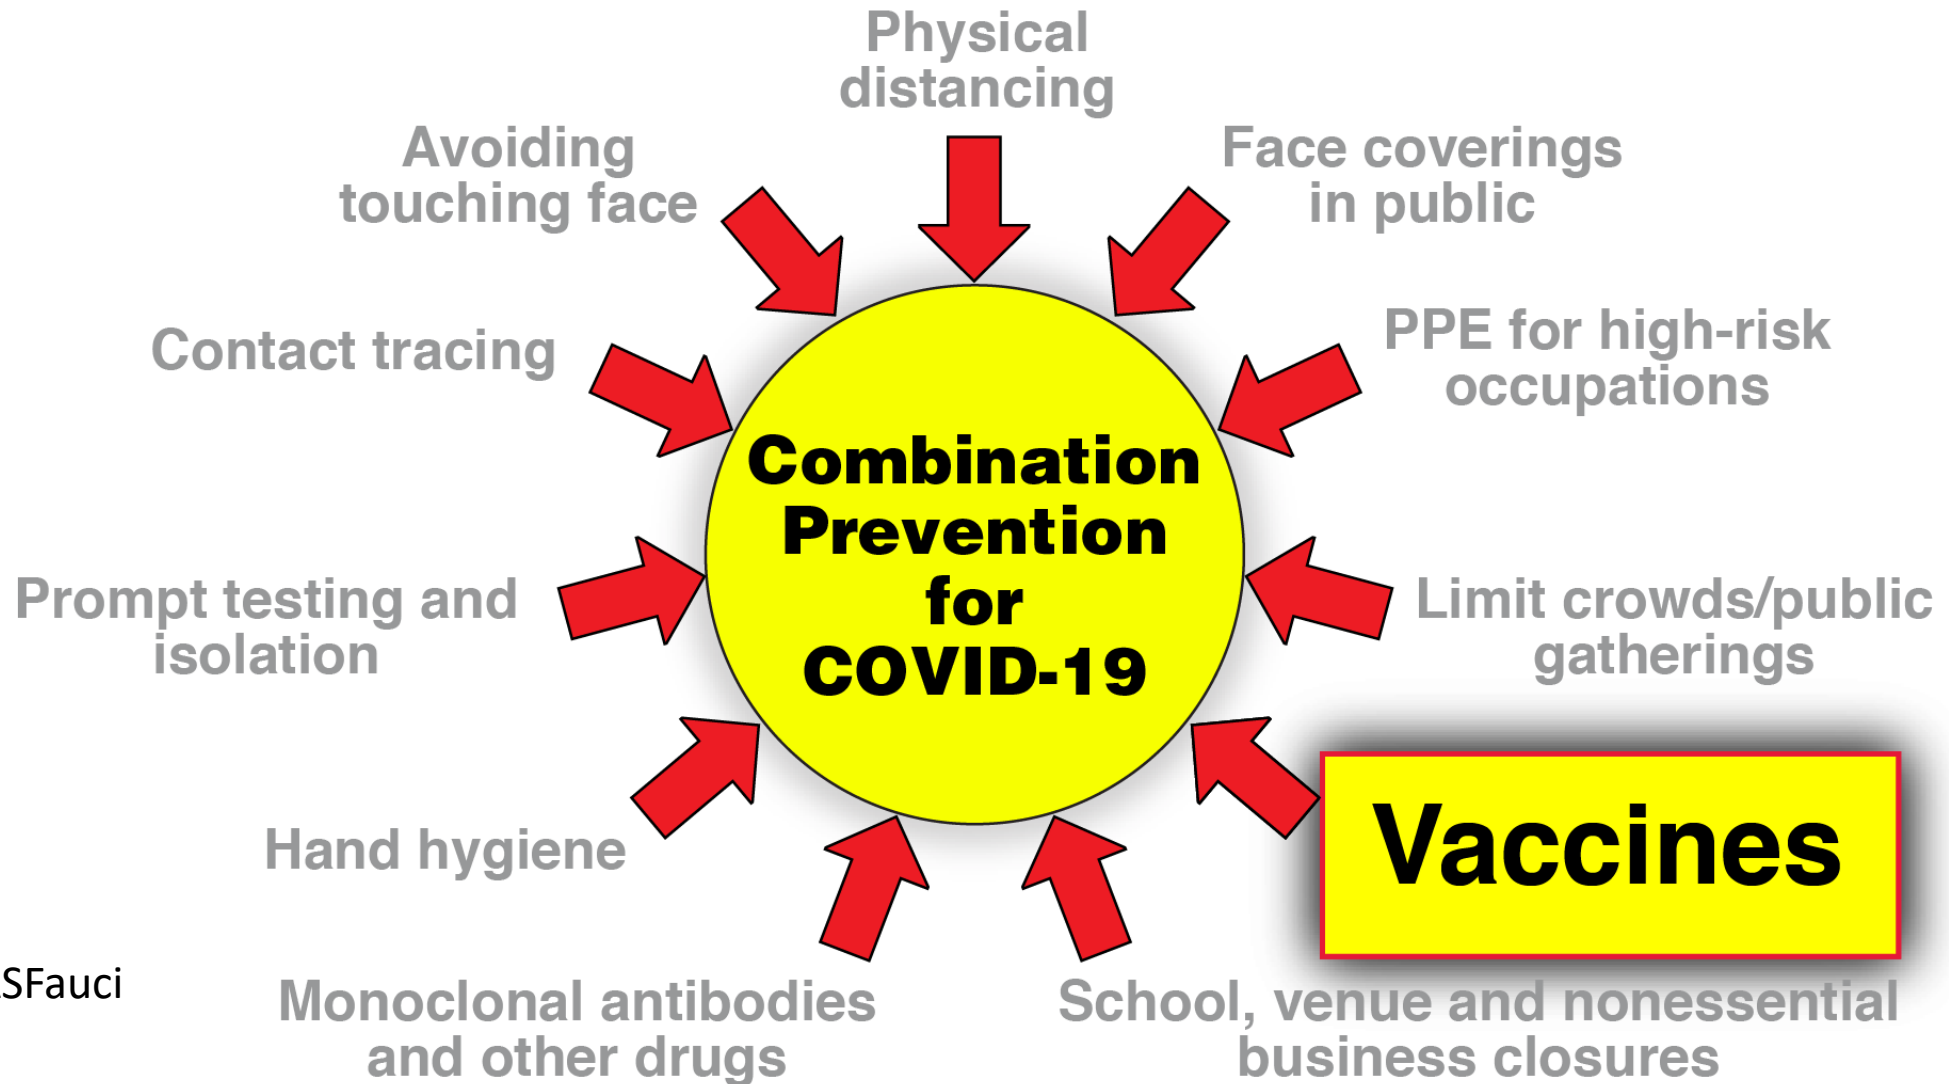 Physical
distancing
Avoiding
touching face
Face coverings
in public
Contact tracing
PPE for high-risk
occupations
Combination
Prevention
for
COVID-19
Prompt testing and
isolation
Limit crowds/public
gatherings
Hand hygiene
Vaccines
SFauci
Monoclonal antibodies
and other drugs
School, venue and nonessential
business closures